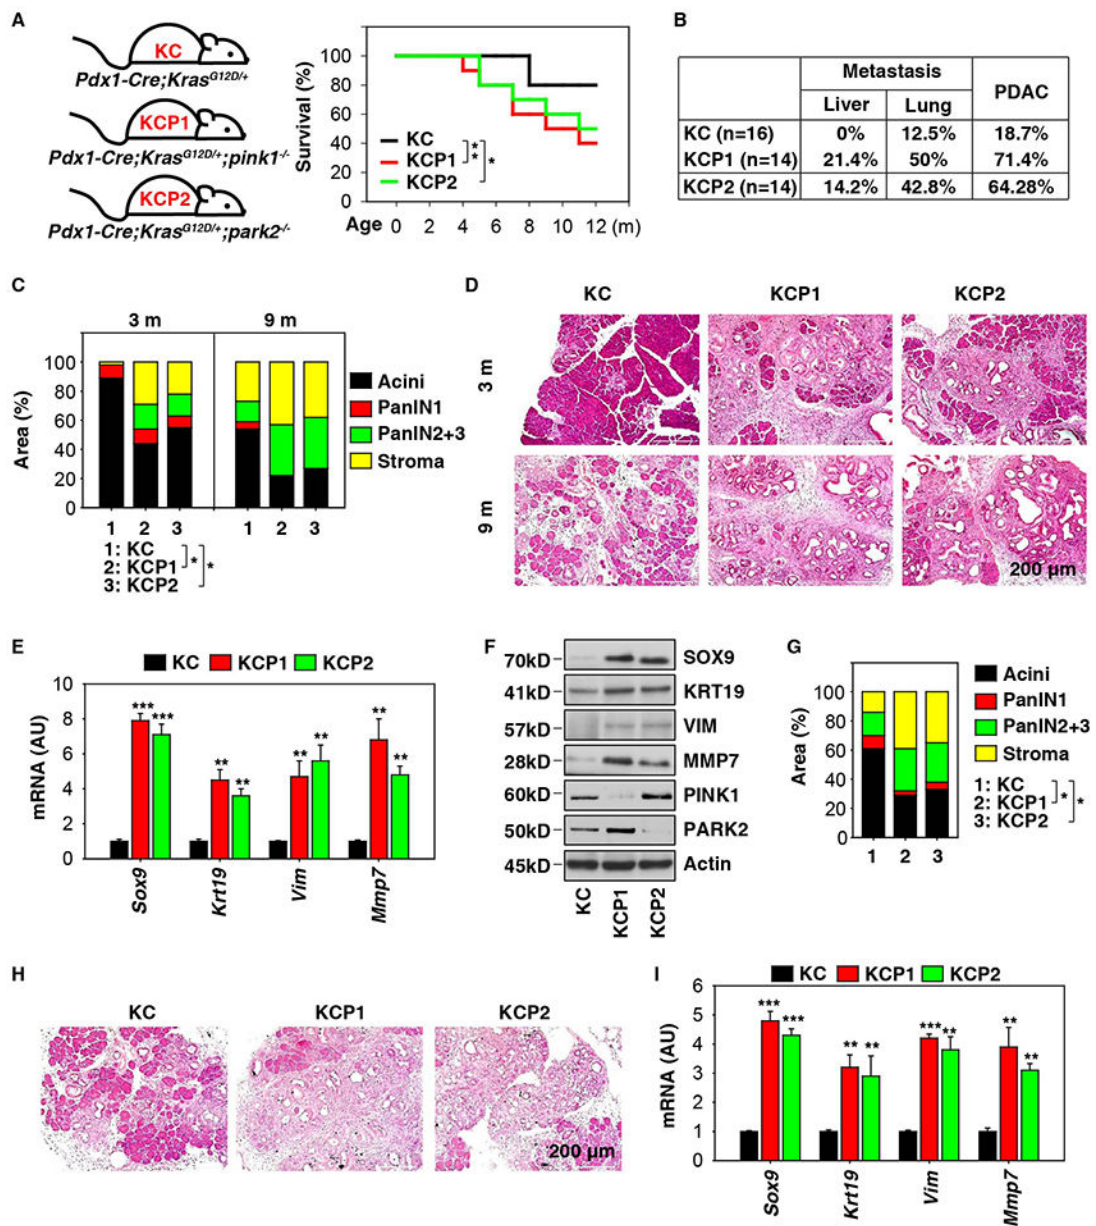 A
KC
Pdx1-Cre;Kras^G12D/+
KCP1
Pdx1-Cre;Kras^G12D/+;pink1^-/-
KCP2
Pdx1-Cre;Kras^G12D/+;park2^-/-
Survival (%)
100
80
60
40
20
0
KC
KCP1
KCP2
**
*
Age 0 2 4 6 8 10 12 (m)
B
Metastasis PDAC
Liver Lung
KC (n=16) 0% 12.5% 18.7%
KCP1 (n=14) 21.4% 50% 71.4%
KCP2 (n=14) 14.2% 42.8% 64.28%
C
3 m 9 m
Area (%)
100
80
60
40
20
0
1 2 3 1 2 3
Acini
PanIN1
PanIN2+3
Stroma
1: KC
2: KCP1
3: KCP2
*
*
D
KC KCP1 KCP2
3 m
9 m
200 µm
E
KC KCP1 KCP2
mRNA (AU)
10
8
6
4
2
0
*** ***
** **
** **
** **
Sox9 Krt19 Vim Mmp7
F
70kD SOX9
41kD KRT19
57kD VIM
28kD MMP7
60kD PINK1
50kD PARK2
45kD Actin
KC KCP1 KCP2
G
Area (%)
100
80
60
40
20
0
1 2 3
Acini
PanIN1
PanIN2+3
Stroma
1: KC
2: KCP1
3: KCP2
*
*
H
KC KCP1 KCP2
200 µm
I
KC KCP1 KCP2
mRNA (AU)
6
5
4
3
2
1
0
*** ***
** **
*** **
** **
Sox9 Krt19 Vim Mmp7